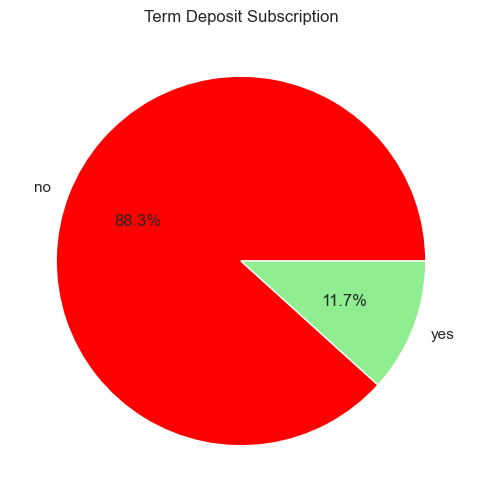 Term Deposit Subscription
no
88.3%
11.7%
yes